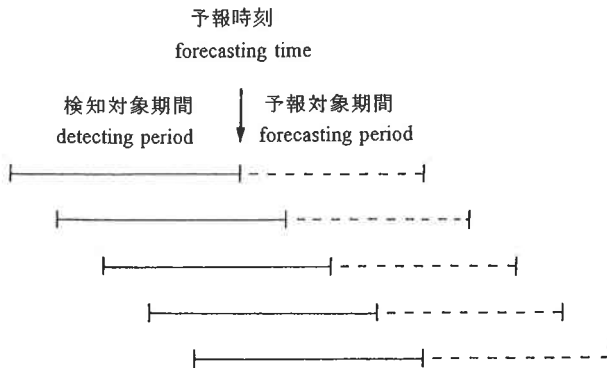 予報時刻
forecasting time
検知対象期間
detecting period
予報対象期間
forecasting period